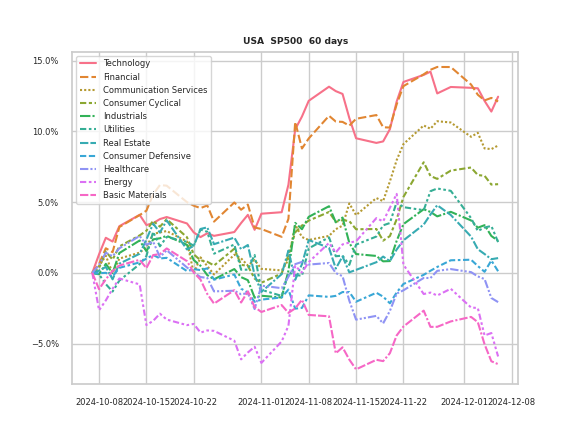 USA  SP500  60 days
15.0%
10.0%
5.0%
0.0%
−5.0%
Technology
Financial
Communication Services
Consumer Cyclical
Industrials
Utilities
Real Estate
Consumer Defensive
Healthcare
Energy
Basic Materials
2024-10-08 2024-10-15 2024-10-22 2024-11-01 2024-11-08 2024-11-15 2024-11-22 2024-12-01 2024-12-08